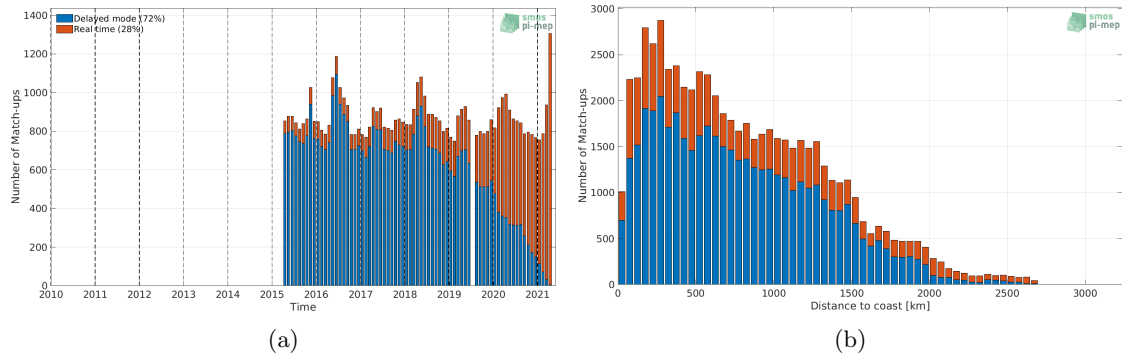 Delayed mode (72%)
Real time (28%)
smos
pi-mep
Number of Match-ups
1400
1200
1000
800
600
400
200
0
2010 2011 2012 2013 2014 2015 2016 2017 2018 2019 2020 2021
Time
(a)
smos
pi-mep
Number of Match-ups
3000
2500
2000
1500
1000
500
0
0 500 1000 1500 2000 2500 3000
Distance to coast [km]
(b)